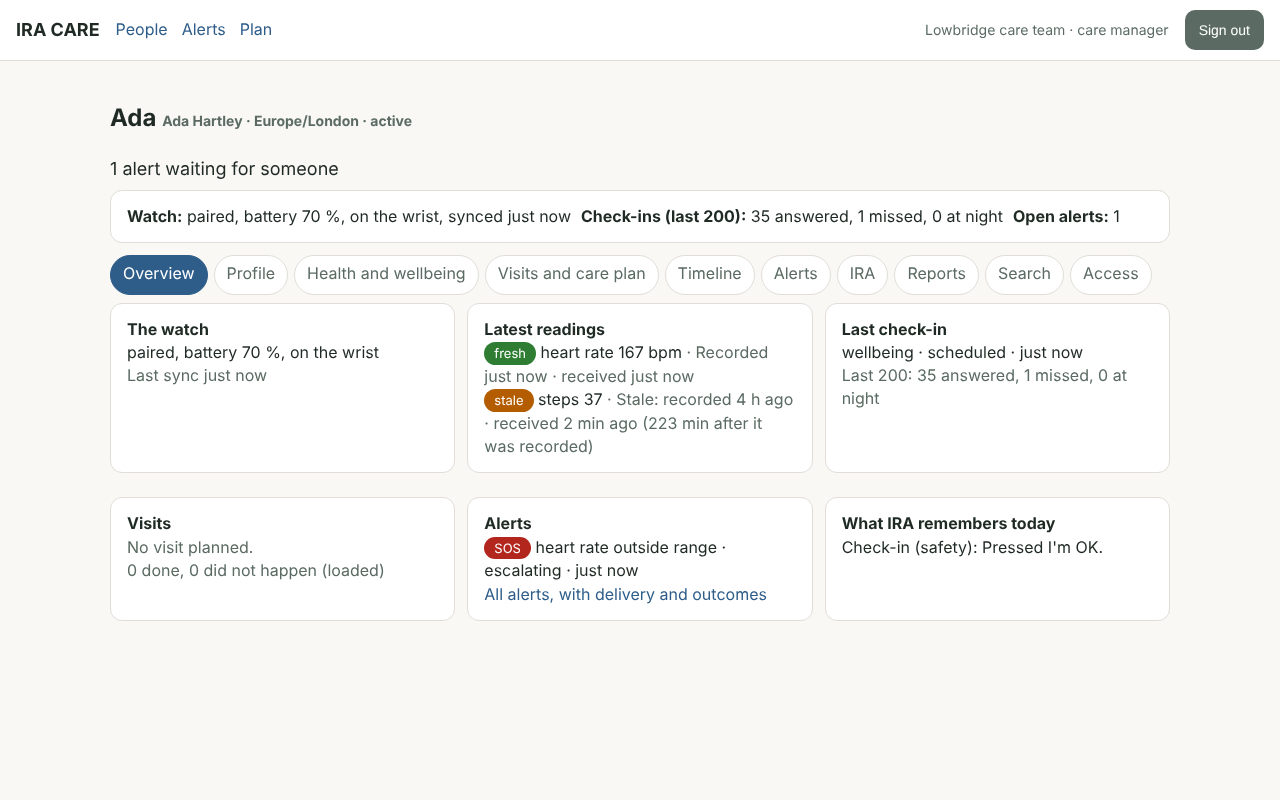 IRA CARE People Alerts Plan
Lowbridge care team · care manager
Sign out
Ada Ada Hartley · Europe/London · active
1 alert waiting for someone
Watch: paired, battery 70 %, on the wrist, synced just now Check-ins (last 200): 35 answered, 1 missed, 0 at night Open alerts: 1
Overview Profile Health and wellbeing Visits and care plan Timeline Alerts IRA Reports Search Access
The watch
paired, battery 70 %, on the wrist
Last sync just now
Latest readings
fresh heart rate 167 bpm · Recorded
just now · received just now
stale steps 37 · Stale: recorded 4 h ago
· received 2 min ago (223 min after it
was recorded)
Last check-in
wellbeing · scheduled · just now
Last 200: 35 answered, 1 missed, 0 at
night
Visits
No visit planned.
0 done, 0 did not happen (loaded)
Alerts
SOS heart rate outside range ·
escalating · just now
All alerts, with delivery and outcomes
What IRA remembers today
Check-in (safety): Pressed I'm OK.